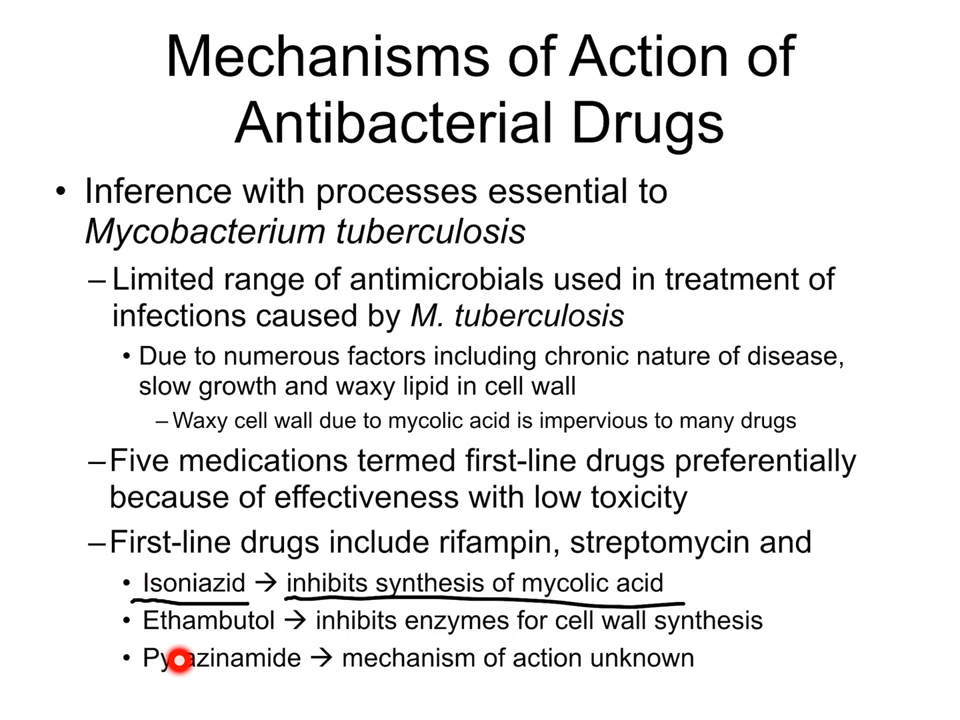 Mechanisms of Action of
Antibacterial Drugs
• Inference with processes essential to
Mycobacterium tuberculosis
– Limited range of antimicrobials used in treatment of
infections caused by M. tuberculosis
• Due to numerous factors including chronic nature of disease,
slow growth and waxy lipid in cell wall
– Waxy cell wall due to mycolic acid is impervious to many drugs
– Five medications termed first-line drugs preferentially
because of effectiveness with low toxicity
– First-line drugs include rifampin, streptomycin and
• Isoniazid → inhibits synthesis of mycolic acid
• Ethambutol → inhibits enzymes for cell wall synthesis
• Pyrazinamide → mechanism of action unknown